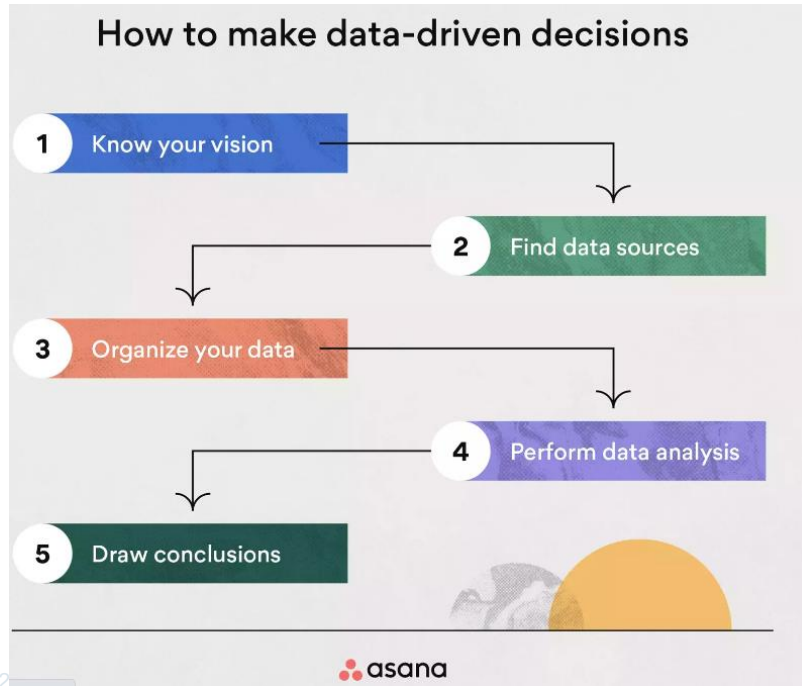 How to make data-driven decisions
1 Know your vision
2 Find data sources
3 Organize your data
4 Perform data analysis
5 Draw conclusions
asana